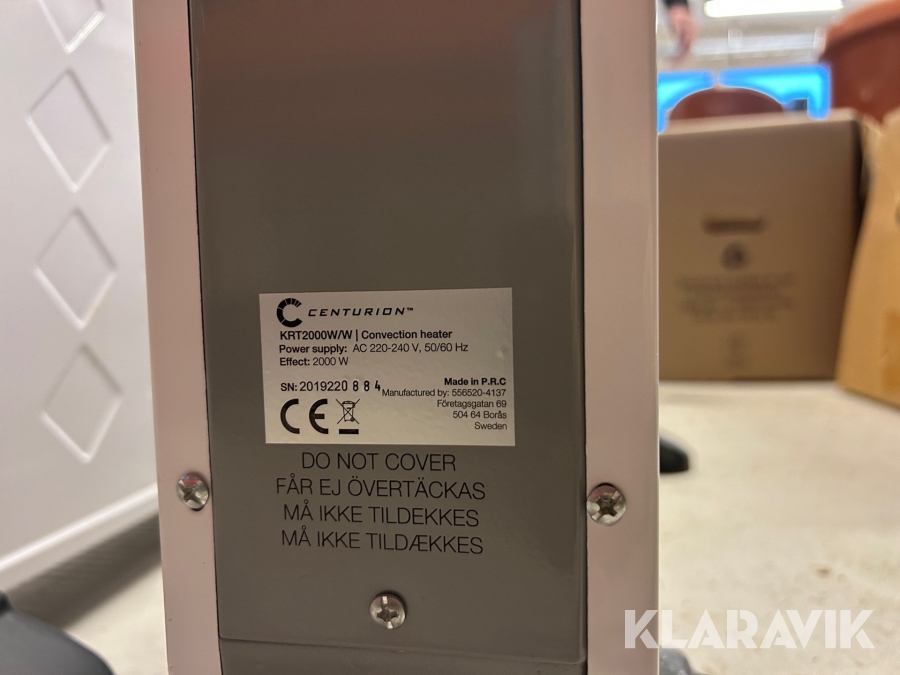 CENTURION™
KRT2000W/W | Convection heater
Power supply: AC 220-240 V, 50/60 Hz
Effect: 2000 W
SN: 2019220 8 8 4
Made in P.R.C
Manufactured by: 556520-4137
Företagsgatan 69
504 64 Borås
Sweden
CE
DO NOT COVER
FÅR EJ ÖVERTÄCKAS
MÅ IKKE TILDEKKES
MÅ IKKE TILDÆKKES
KLARAVIK